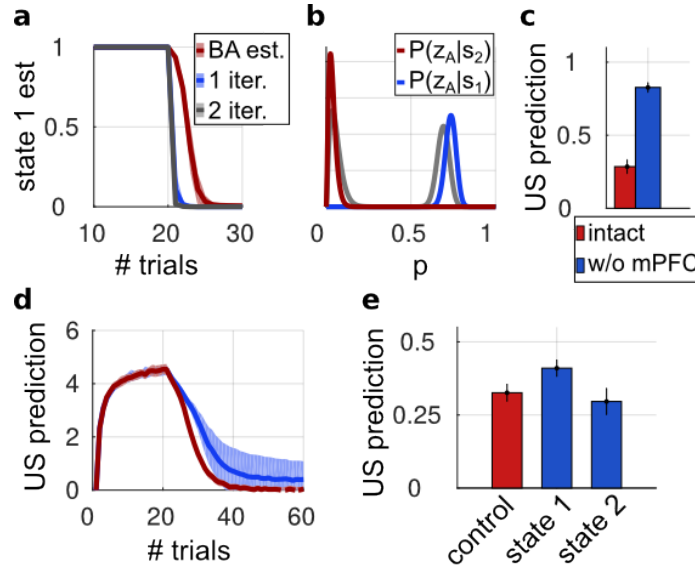 a
state 1 est
1
0.5
0
10
20
30
# trials
BA est.
1 iter.
2 iter.
b
P(z_A|s_2)
P(z_A|s_1)
0
0.5
1
p
c
US prediction
1
0.5
0
intact
w/o mPFC
d
US prediction
6
4
2
0
0
20
40
60
# trials
e
US prediction
0.5
0.25
0
control
state 1
state 2